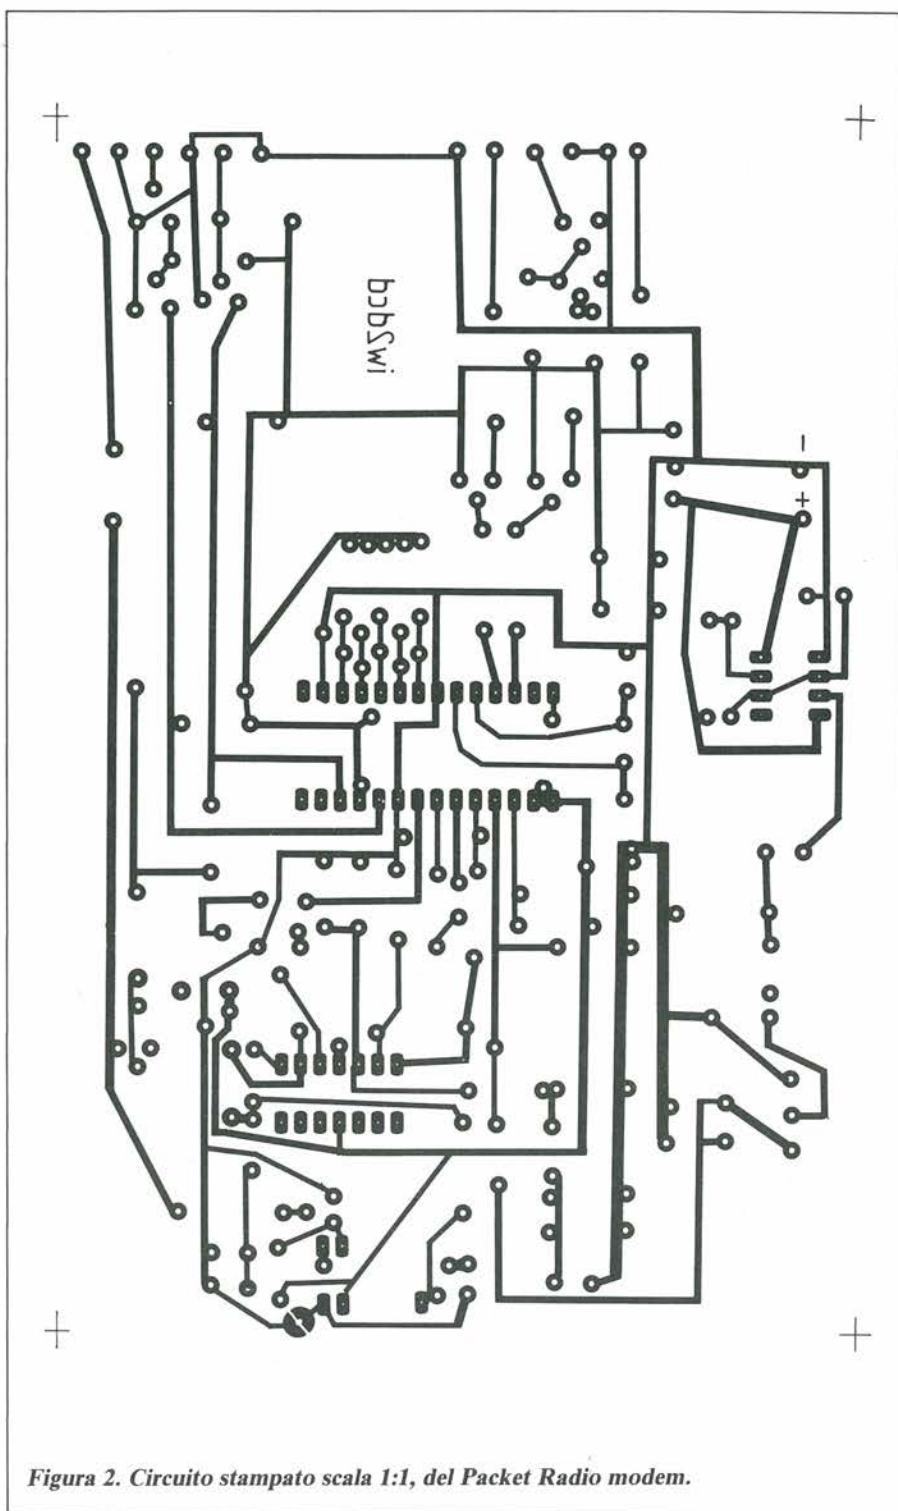 -
+
Figura 2. Circuito stampato scala 1:1, del Packet Radio modem.